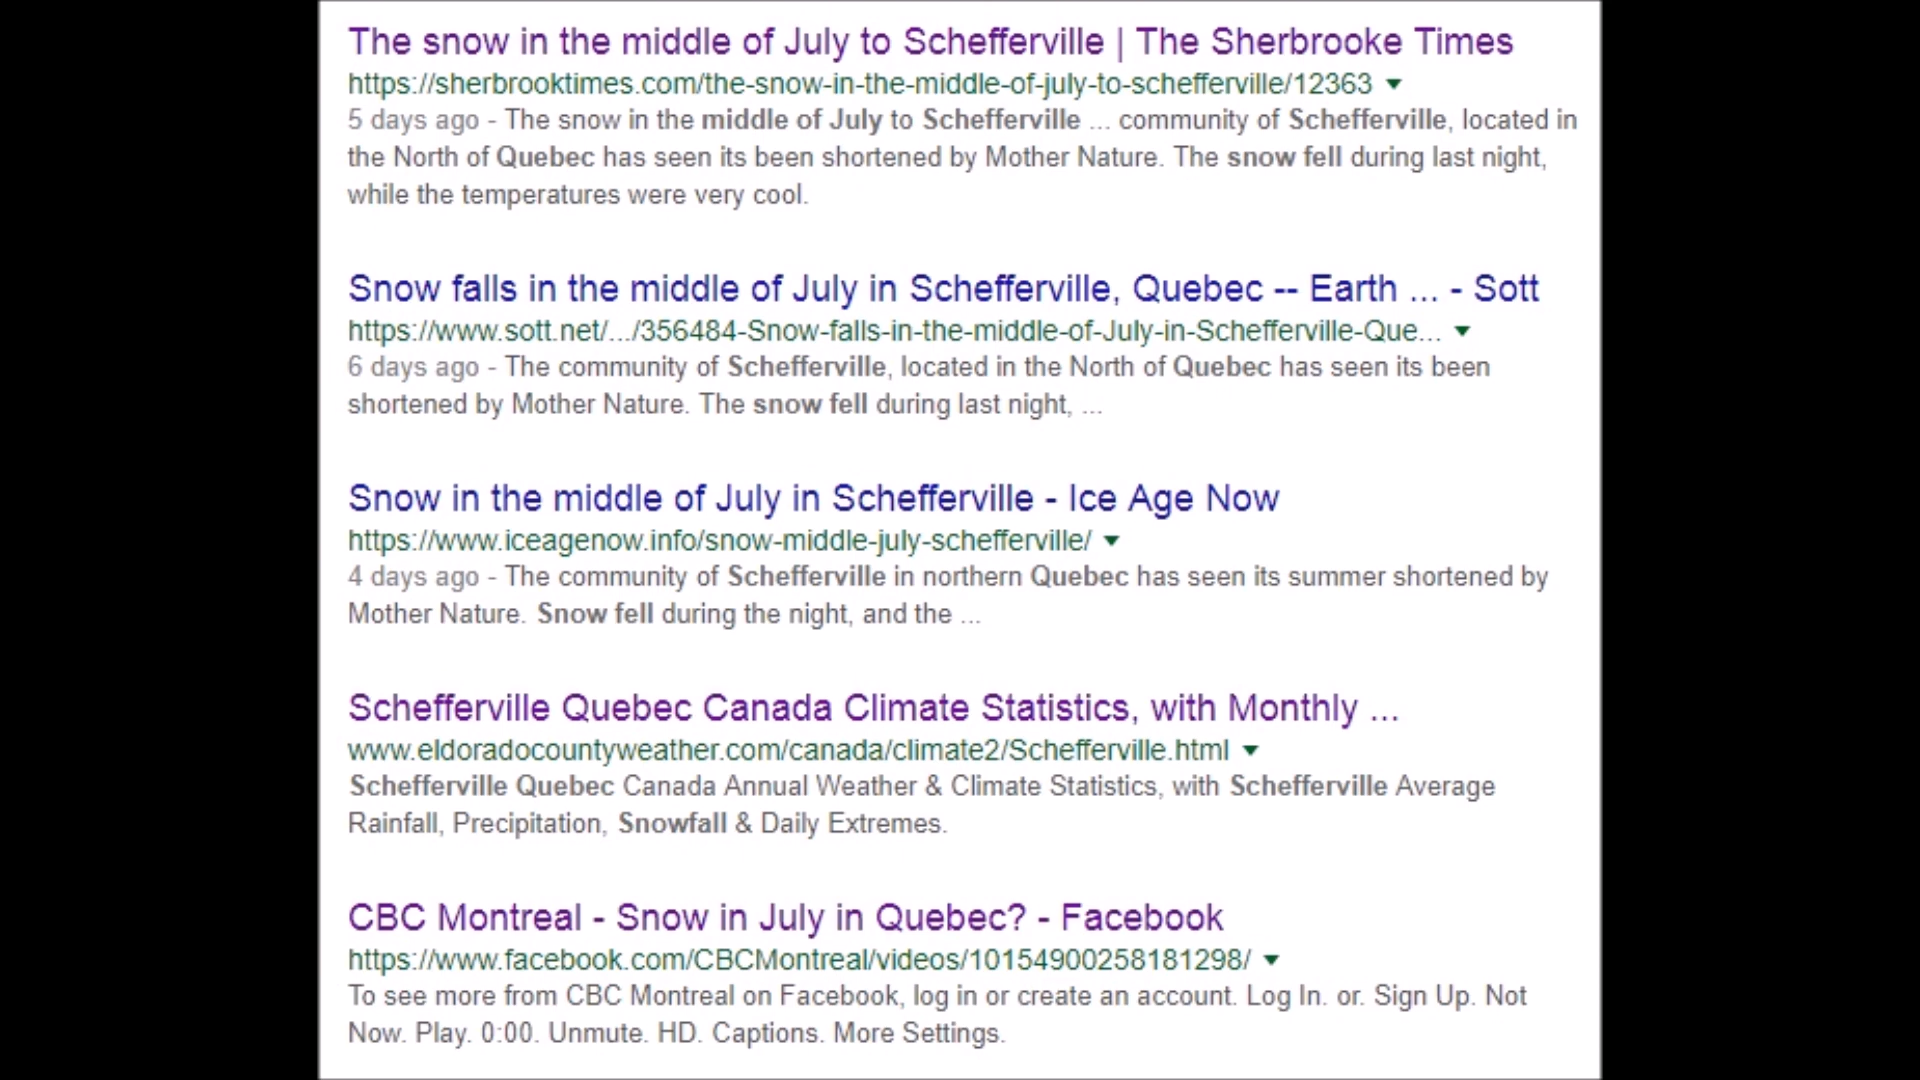 The snow in the middle of July to Schefferville | The Sherbrooke Times
https://sherbrooktimes.com/the-snow-in-the-middle-of-july-to-schefferville/12363
5 days ago - The snow in the middle of July to Schefferville ... community of Schefferville, located in
the North of Quebec has seen its been shortened by Mother Nature. The snow fell during last night,
while the temperatures were very cool.
Snow falls in the middle of July in Schefferville, Quebec -- Earth ... - Sott
https://www.sott.net/.../356484-Snow-falls-in-the-middle-of-July-in-Schefferville-Que...
6 days ago - The community of Schefferville, located in the North of Quebec has seen its been
shortened by Mother Nature. The snow fell during last night, ...
Snow in the middle of July in Schefferville - Ice Age Now
https://www.iceagenow.info/snow-middle-july-schefferville/
4 days ago - The community of Schefferville in northern Quebec has seen its summer shortened by
Mother Nature. Snow fell during the night, and the ...
Schefferville Quebec Canada Climate Statistics, with Monthly ...
www.eldoradocountyweather.com/canada/climate2/Schefferville.html
Schefferville Quebec Canada Annual Weather & Climate Statistics, with Schefferville Average
Rainfall, Precipitation, Snowfall & Daily Extremes.
CBC Montreal - Snow in July in Quebec? - Facebook
https://www.facebook.com/CBCMontreal/videos/10154900258181298/
To see more from CBC Montreal on Facebook, log in or create an account. Log In. or. Sign Up. Not
Now. Play. 0:00. Unmute. HD. Captions. More Settings.